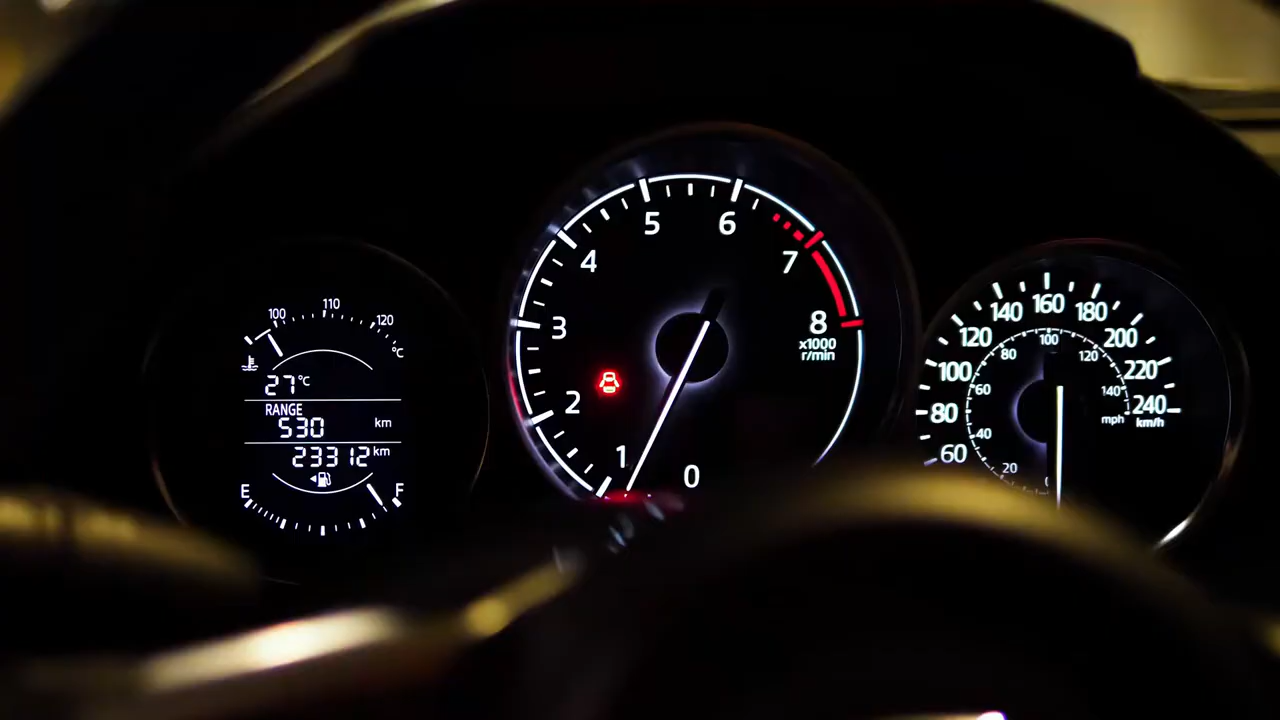 100 110 120
°C
27°C
RANGE
530 km
23312 km
E F
0 1 2 3 4 5 6 7 8
x1000
r/min
60 80 100 120 140 160 180 200 220 240
km/h
20 40 60 80 100 120 140
mph